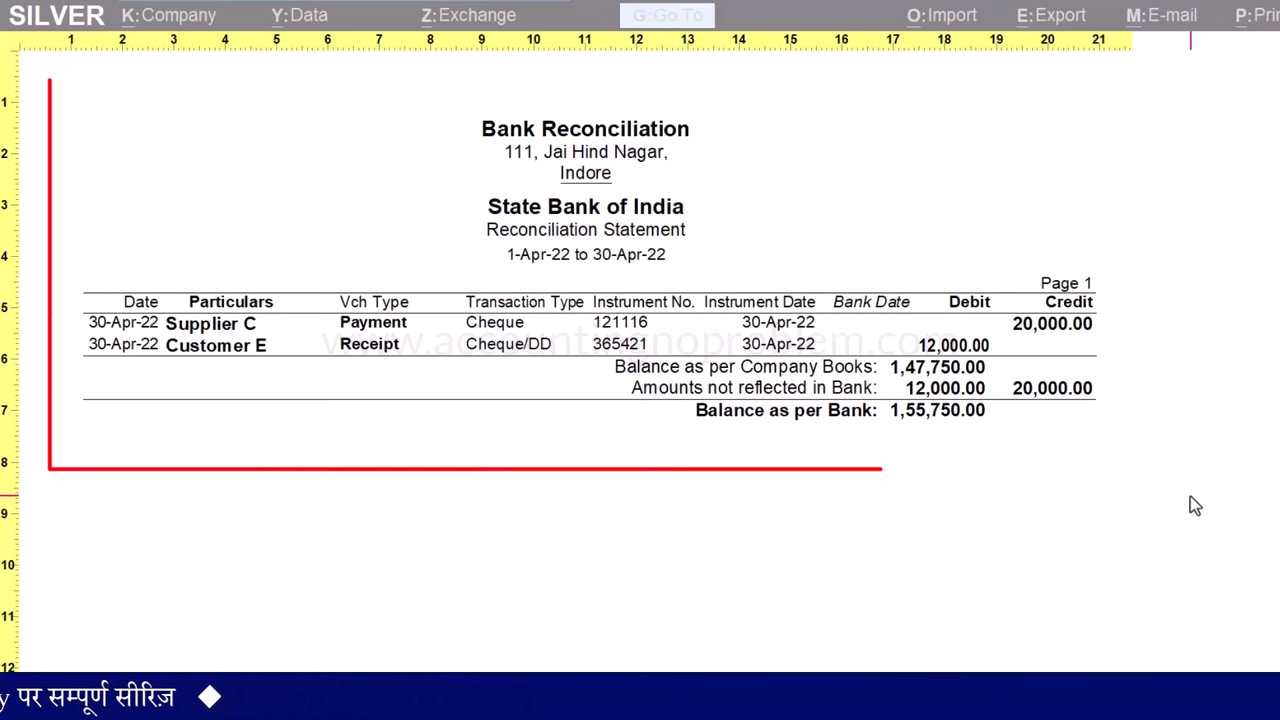 SILVER K:Company Y:Data Z:Exchange G:Go To O:Import E:Export M:E-mail P:Pri
1 2 3 4 5 6 7 8 9 10 11 12 13 14 15 16 17 18 19 20 21
1
2
3
4
5
6
7
8
9
10
11
12
Bank Reconciliation
111, Jai Hind Nagar,
Indore
State Bank of India
Reconciliation Statement
1-Apr-22 to 30-Apr-22
Page 1
Date Particulars Vch Type Transaction Type Instrument No. Instrument Date Bank Date Debit Credit
30-Apr-22 Supplier C Payment Cheque 121116 30-Apr-22 20,000.00
30-Apr-22 Customer E Receipt Cheque/DD 365421 30-Apr-22 12,000.00
www.accountingnoproblem.com
Balance as per Company Books: 1,47,750.00
Amounts not reflected in Bank: 12,000.00 20,000.00
Balance as per Bank: 1,55,750.00
y पर सम्पूर्ण सीरिज़